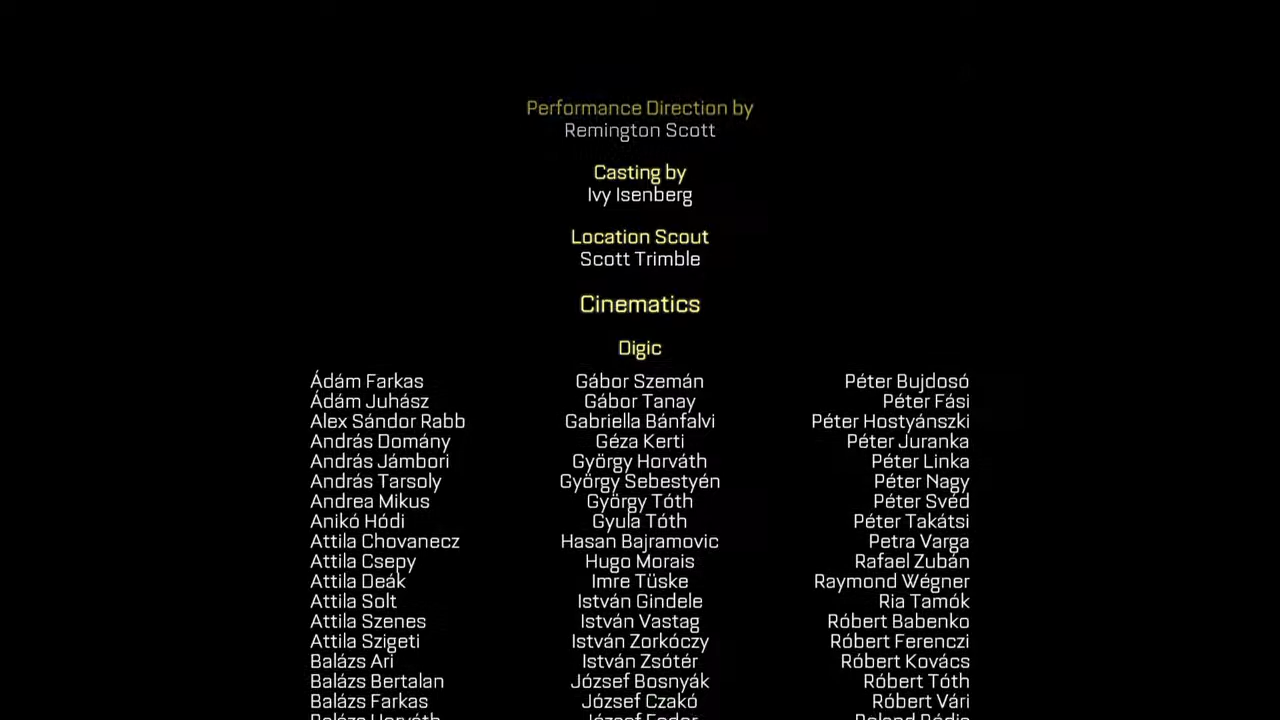 Performance Direction by
Remington Scott
Casting by
Ivy Isenberg
Location Scout
Scott Trimble
Cinematics
Digic
Ádám Farkas
Ádám Juhász
Alex Sándor Rabb
András Domány
András Jámbori
András Tarsoly
Andrea Mikus
Anikó Hódi
Attila Chovanecz
Attila Csepy
Attila Deák
Attila Solt
Attila Szenes
Attila Szigeti
Balázs Ari
Balázs Bertalan
Balázs Farkas
Balázs Horváth
Gábor Szemán
Gábor Tanay
Gabriella Bánfalvi
Géza Kerti
György Horváth
György Sebestyén
György Tóth
Gyula Tóth
Hasan Bajramovic
Hugo Morais
Imre Tüske
István Gindele
István Vastag
István Zorkóczy
István Zsótér
József Bosnyák
József Czakó
József Fodor
Péter Bujdosó
Péter Fási
Péter Hostyánszki
Péter Juranka
Péter Linka
Péter Nagy
Péter Svéd
Péter Takátsi
Petra Varga
Rafael Zubán
Raymond Wégner
Ria Tamók
Róbert Babenko
Róbert Ferenczi
Róbert Kovács
Róbert Tóth
Róbert Vári
Roland